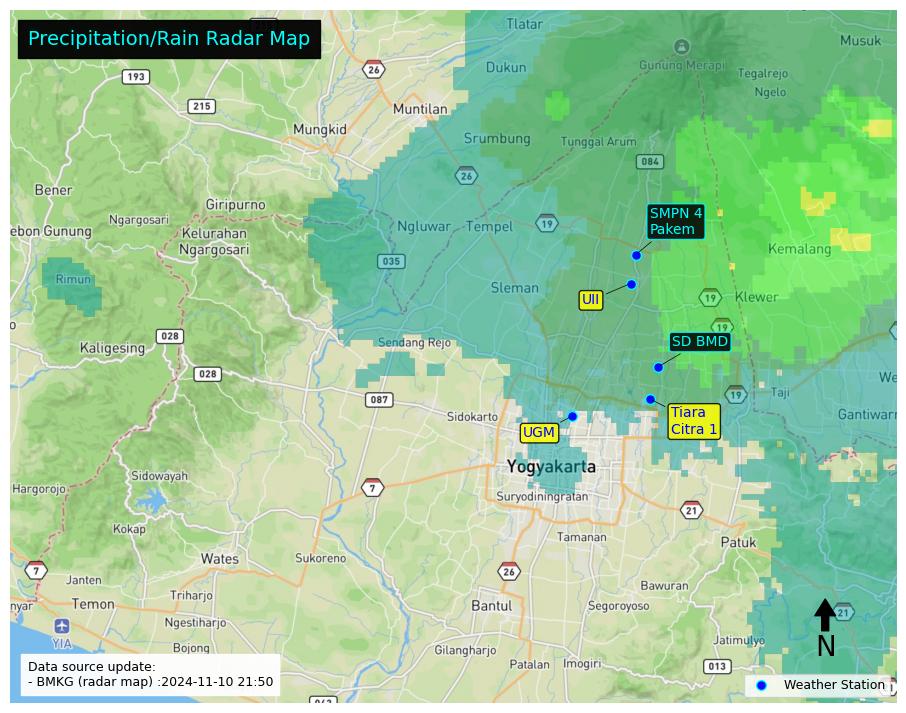 Precipitation/Rain Radar Map
Tlatar
Musuk
Gunung Merapi
26
Dukun
193
Tegalrejo
Ngelo
215
Muntilan
Mungkid
Srumbung
Tunggal Arum
084
26
Bener
Giripurno
SMPN 4
Pakem
Ngargosari
Ngluwar
Tempel
26
ebon Gunung
Kelurahan
Ngargosari
Kemalang
035
Rimun
Sleman
UII
19
Klewer
19
028
Kaligesing
Sendang Rejo
SD BMD
028
We
087
19
Taji
Sidokarto
Gantiwarn
Tiara
Citra 1
UGM
Yogyakarta
Sidowayah
Hargorojo
7
Suryodiningratan
21
Kokap
Tamanan
Patuk
Wates
Sukoreno
7
26
Janten
Bawuran
Triharjo
nyar
Temon
Bantul
Segoroyoso
21
Ngestiharjo
YIA
N
Bojong
Gilangharjo
Jatimulyo
Patalan
Imogiri
013
Data source update:
- BMKG (radar map) :2024-11-10 21:50
Weather Station